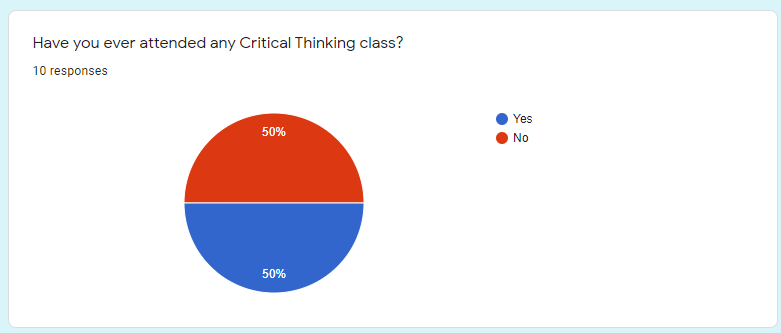 Have you ever attended any Critical Thinking class?
10 responses
50%
50%
Yes
No